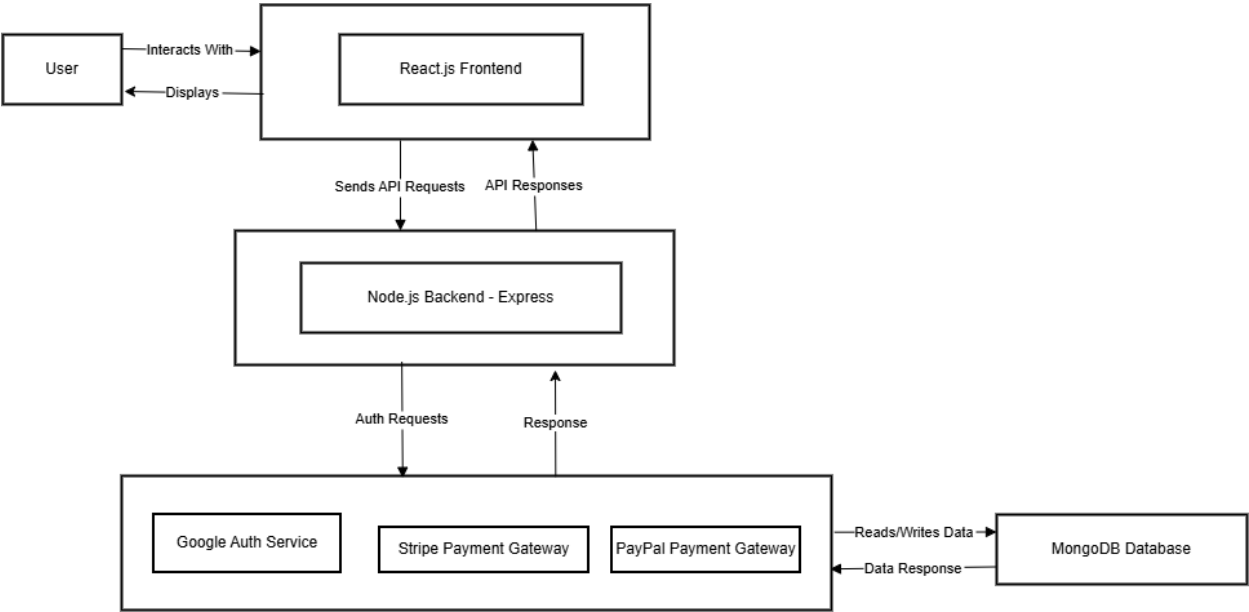 User
Interacts With
Displays
React.js Frontend
Sends API Requests
API Responses
Node.js Backend - Express
Auth Requests
Response
Google Auth Service
Stripe Payment Gateway
PayPal Payment Gateway
Reads/Writes Data
Data Response
MongoDB Database